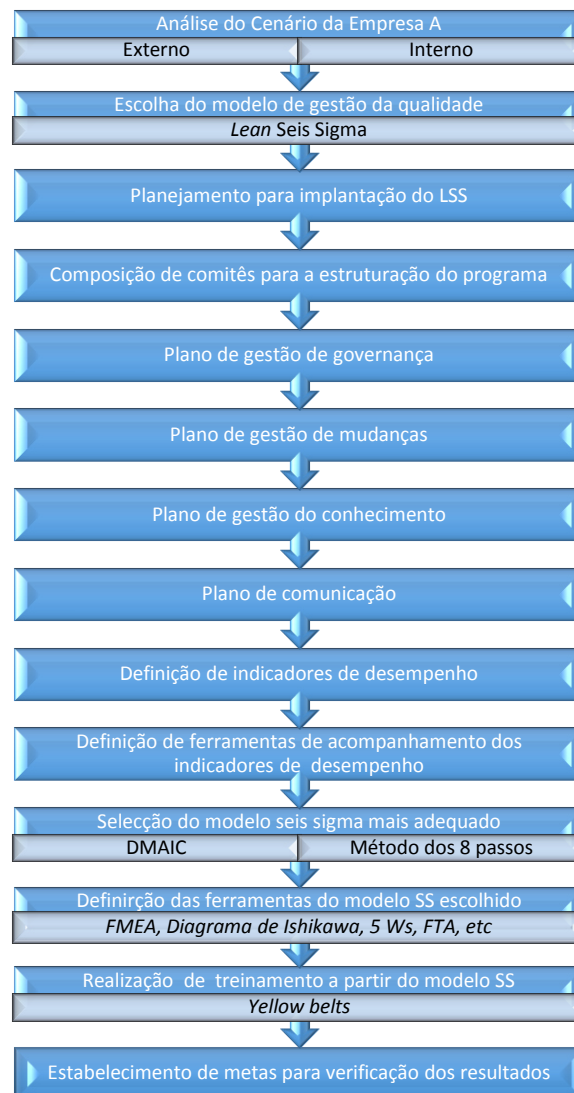 Análise do Cenário da Empresa A
Externo
Interno
Escolha do modelo de gestão da qualidade
Lean Seis Sigma
Planejamento para implantação do LSS
Composição de comitês para a estruturação do programa
Plano de gestão de governança
Plano de gestão de mudanças
Plano de gestão do conhecimento
Plano de comunicação
Definição de indicadores de desempenho
Definição de ferramentas de acompanhamento dos
indicadores de desempenho
Selecção do modelo seis sigma mais adequado
DMAIC
Método dos 8 passos
Definirção das ferramentas do modelo SS escolhido
FMEA, Diagrama de Ishikawa, 5 Ws, FTA, etc
Realização de treinamento a partir do modelo SS
Yellow belts
Estabelecimento de metas para verificação dos resultados